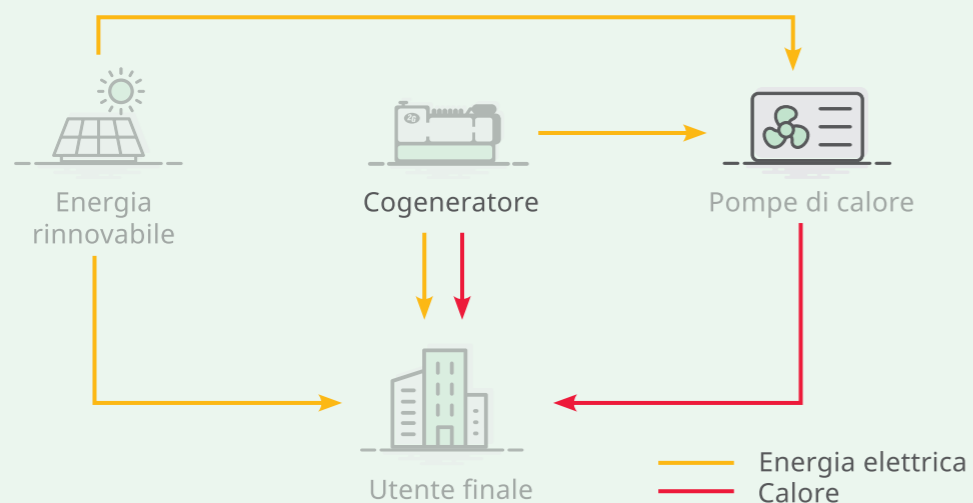 Energia
rinnovabile
Cogeneratore
Pompe di calore
Utente finale
Energia elettrica
Calore